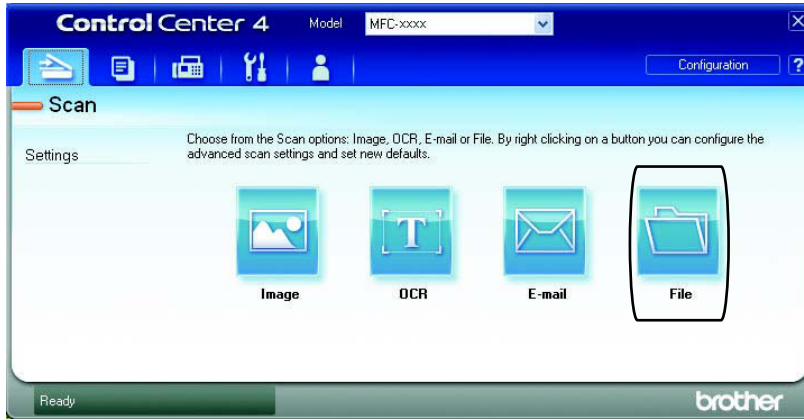 Control Center 4
Model
MFC-xxxx
Configuration
?
Scan
Settings
Choose from the Scan options: Image, OCR, E-mail or File. By right clicking on a button you can configure the
advanced scan settings and set new defaults.
T
Image
OCR
E-mail
File
Ready
brother